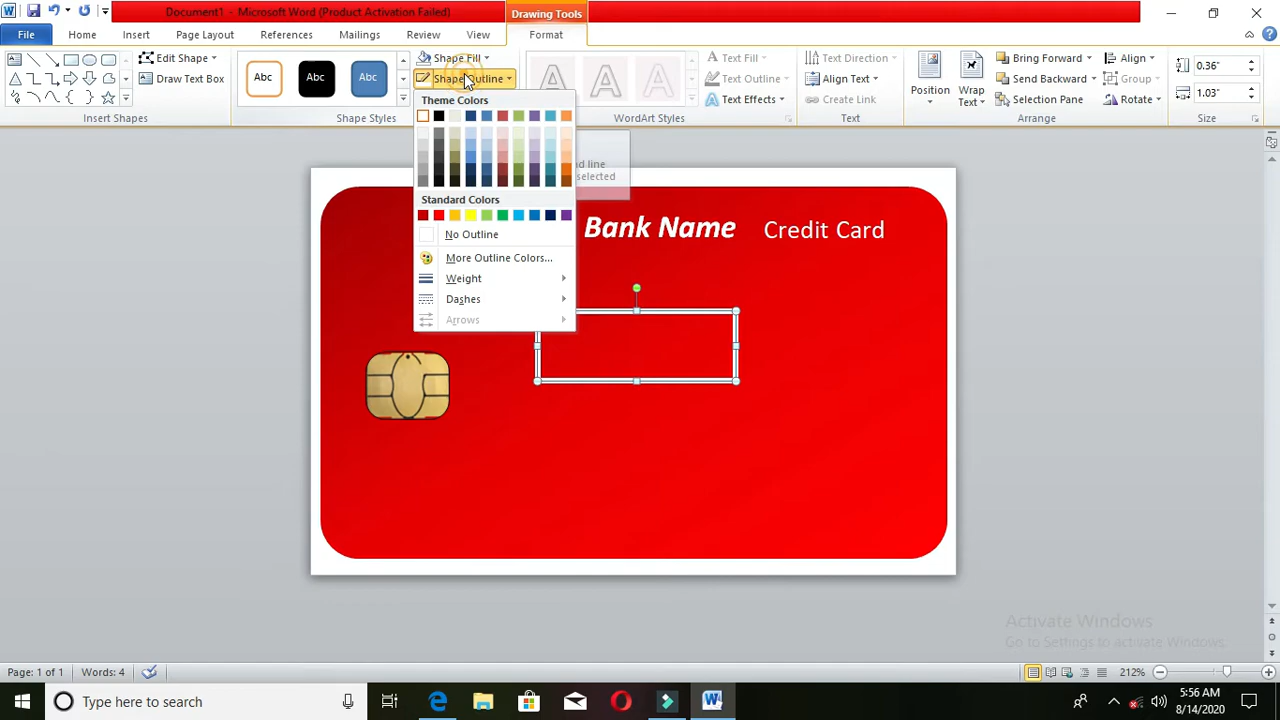 Document1 - Microsoft Word (Product Activation Failed)
Drawing Tools
File
Home
Insert
Page Layout
References
Mailings
Review
View
Format
Edit Shape
Draw Text Box
Insert Shapes
Abc
Abc
Abc
Shape Styles
Shape Fill
Shape Outline
WordArt Styles
Text Fill
Text Outline
Text Effects
Text Direction
Align Text
Create Link
Text
Position
Wrap
Text
Bring Forward
Send Backward
Selection Pane
Align
Group
Rotate
Arrange
0.36"
1.03"
Size
Theme Colors
Standard Colors
No Outline
More Outline Colors...
Weight
Dashes
Arrows
line
selected
Bank Name
Credit Card
Activate Windows
Go to Settings to Activate Windows.
Page: 1 of 1
Words: 4
212%
Type here to search
5:56 AM
8/14/2020